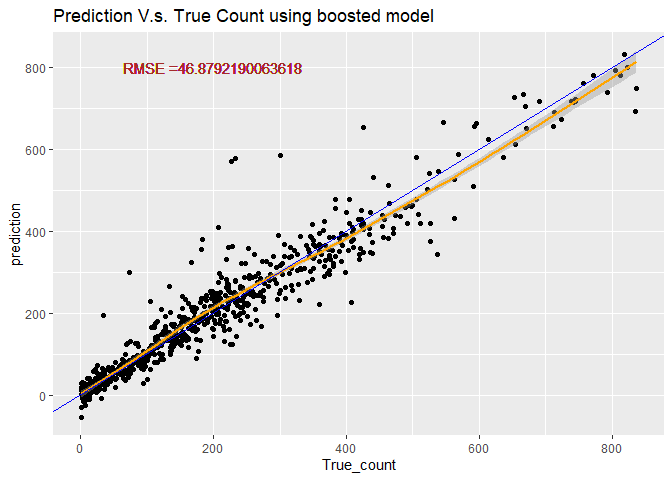 Prediction V.s. True Count using boosted model
RMSE =46.8792190063618
800
600
400
200
0
prediction
0 200 400 600 800
True_count